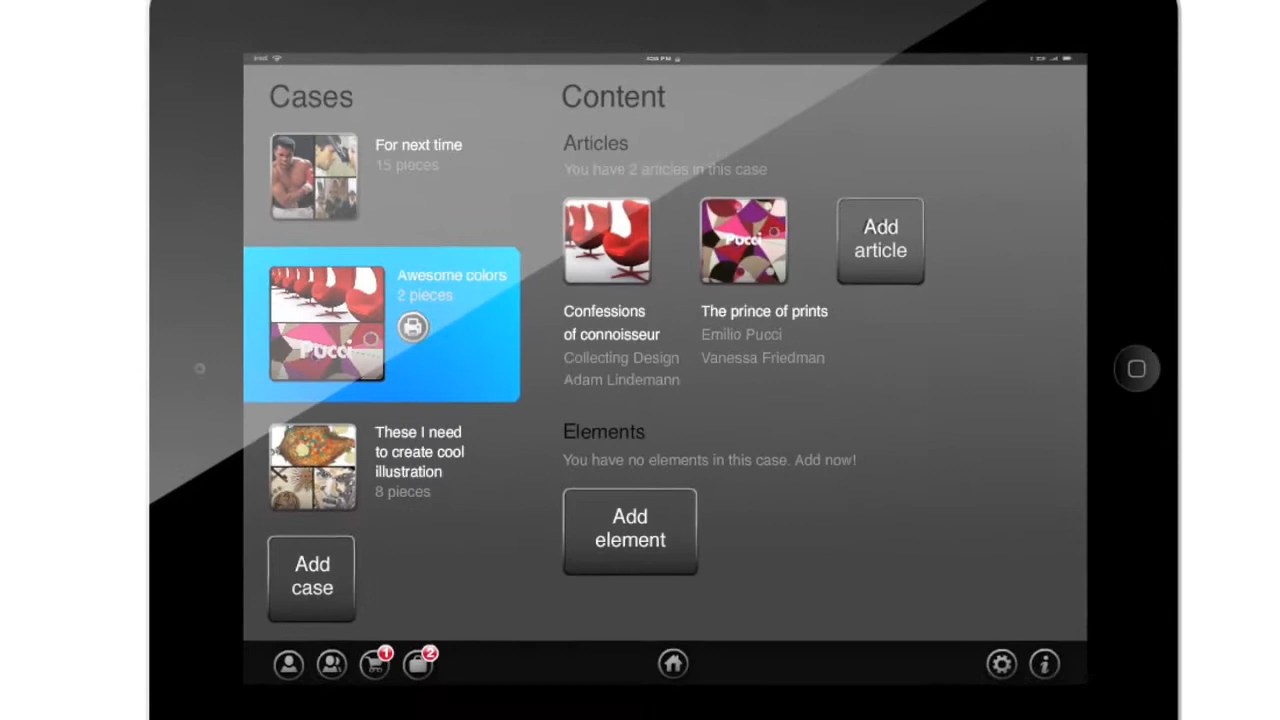 Cases
For next time
15 pieces
Pucci
Awesome colors
2 pieces
These I need
to create cool
illustration
8 pieces
Add
case
Content
Articles
You have 2 articles in this case
Pucci
Add
article
Confessions
of connoisseur
Collecting Design
Adam Lindemann
The prince of prints
Emilio Pucci
Vanessa Friedman
Elements
You have no elements in this case. Add now!
Add
element
1
2